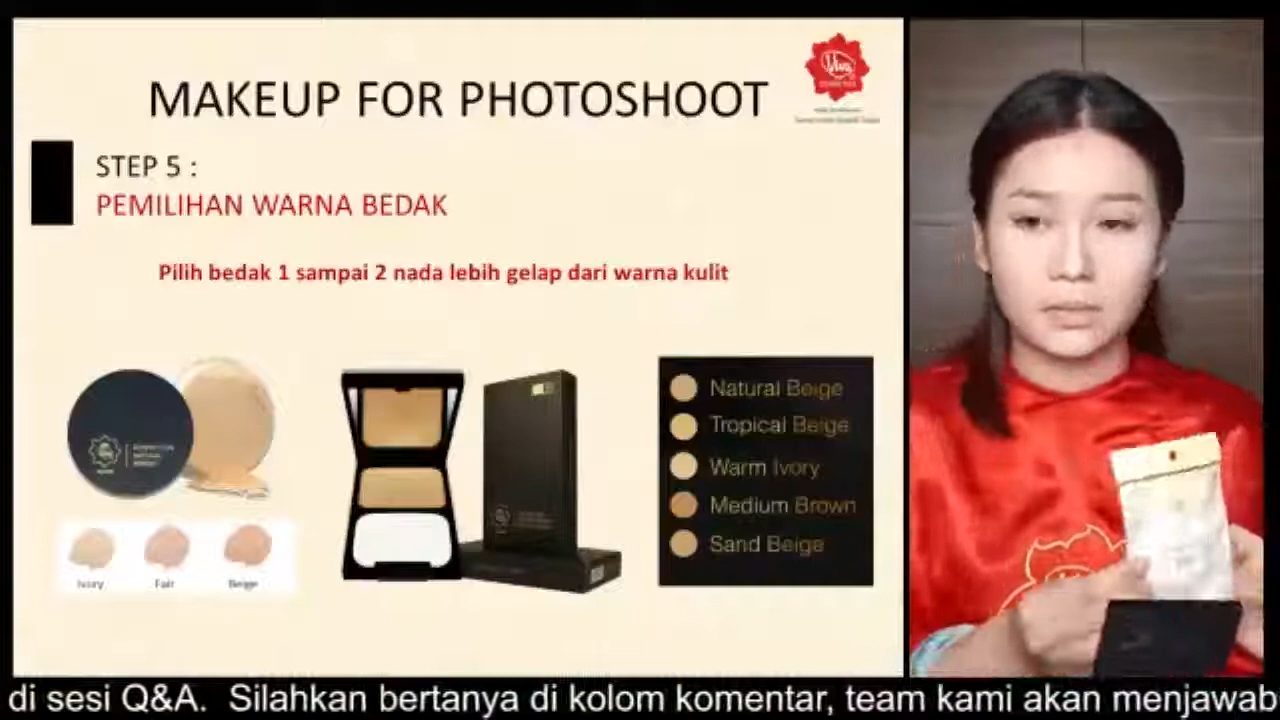 MAKEUP FOR PHOTOSHOOT
Viva
STEP 5 :
PEMILIHAN WARNA BEDAK
Pilih bedak 1 sampai 2 nada lebih gelap dari warna kulit
Natural Beige
Tropical Beige
Warm Ivory
Medium Brown
Sand Beige
Ivory
Fair
Beige
di sesi Q&A. Silahkan bertanya di kolom komentar, team kami akan menjawab